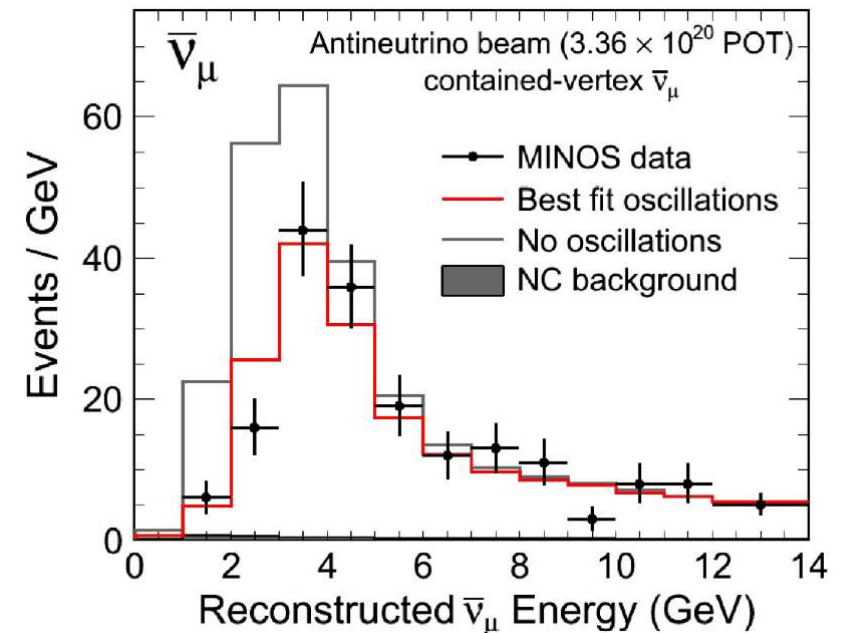 ν̅μ
Antineutrino beam (3.36 × 10²⁰ POT)
contained-vertex ν̅μ
MINOS data
Best fit oscillations
No oscillations
NC background
Events / GeV
60
40
20
0
0 2 4 6 8 10 12 14
Reconstructed ν̅μ Energy (GeV)